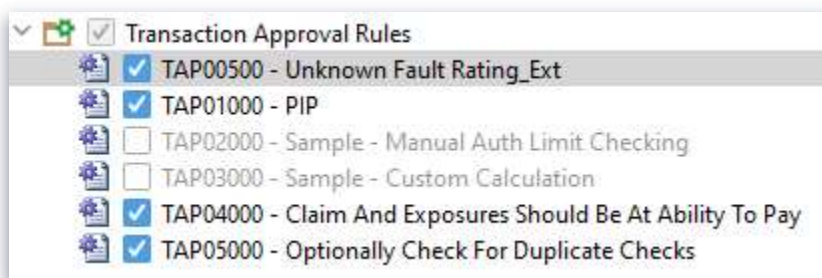 Transaction Approval Rules
TAP00500 - Unknown Fault Rating_Ext
TAP01000 - PIP
TAP02000 - Sample - Manual Auth Limit Checking
TAP03000 - Sample - Custom Calculation
TAP04000 - Claim And Exposures Should Be At Ability To Pay
TAP05000 - Optionally Check For Duplicate Checks